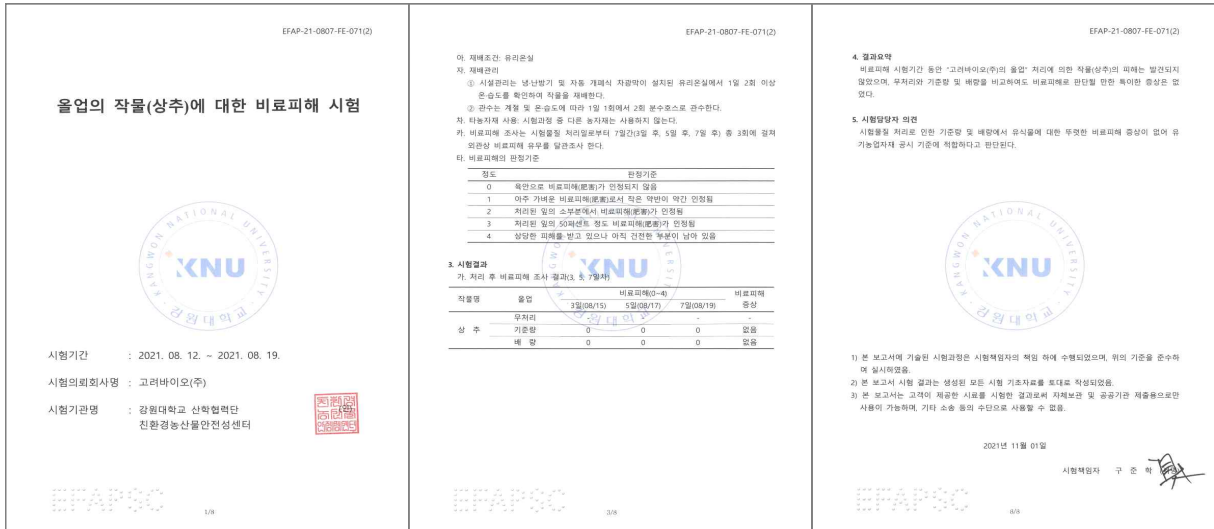 EFAP-21-0807-FE-071(2)
올업의 작물(상추)에 대한 비료피해 시험
KANGWON NATIONAL UNIVERSITY
KNU
강원대학교
시험기간 : 2021. 08. 12. ~ 2021. 08. 19.
시험의뢰회사명 : 고려바이오(주)
시험기관명 : 강원대학교 산학협력단 (인)
친환경농산물안전성센터
EFAPSC
1/8
EFAP-21-0807-FE-071(2)
아. 재배조건: 유리온실
자. 재배관리
① 시설관리는 냉·난방기 및 자동 개폐식 차광막이 설치된 유리온실에서 1일 2회 이상
온·습도를 확인하여 작물을 재배한다.
② 관수는 계절 및 온·습도에 따라 1일 1회에서 2회 분수호스로 관수한다.
차. 타농자재 사용: 시험과정 중 다른 농자재는 사용하지 않는다.
카. 비료피해 조사는 시험물질 처리일로부터 7일간(3일 후, 5일 후, 7일 후) 총 3회에 걸쳐
외관상 비료피해 유무를 달관조사 한다.
타. 비료피해의 판정기준
정도 판정기준
0 육안으로 비료피해(肥害)가 인정되지 않음
1 아주 가벼운 비료피해(肥害)로서 작은 약반이 약간 인정됨
2 처리된 잎의 소부분에서 비료피해(肥害)가 인정됨
3 처리된 잎의 50퍼센트 정도 비료피해(肥害)가 인정됨
4 상당한 피해를 받고 있으나 아직 건전한 부분이 남아 있음
KANGWON NATIONAL UNIVERSITY
KNU
강원대학교
3. 시험결과
가. 처리 후 비료피해 조사 결과(3, 5, 7일차)
작물명 올업 비료피해(0~4) 비료피해 증상
3일(08/15) 5일(08/17) 7일(08/19)
상 추 무처리 - - - -
기준량 0 0 0 없음
배 량 0 0 0 없음
EFAPSC
3/8
EFAP-21-0807-FE-071(2)
4. 결과요약
비료피해 시험기간 동안 "고려바이오(주)의 올업" 처리에 의한 작물(상추)의 피해는 발견되지
않았으며, 무처리와 기준량 및 배량을 비교하여도 비료피해로 판단될 만한 특이한 증상은 없
었다.
5. 시험담당자 의견
시험물질 처리로 인한 기준량 및 배량에서 유식물에 대한 뚜렷한 비료피해 증상이 없어 유
기농업자재 공시 기준에 적합하다고 판단된다.
KANGWON NATIONAL UNIVERSITY
KNU
강원대학교
1) 본 보고서에 기술된 시험과정은 시험책임자의 책임 하에 수행되었으며, 위의 기준을 준수하
여 실시하였음.
2) 본 보고서 시험 결과는 생성된 모든 시험 기초자료를 토대로 작성되었음.
3) 본 보고서는 고객이 제공한 시료를 시험한 결과로써 자체보관 및 공공기관 제출용으로만
사용이 가능하며, 기타 소송 등의 수단으로 사용할 수 없음.
2021년 11월 01일
시험책임자 구 준 학
EFAPSC
8/8